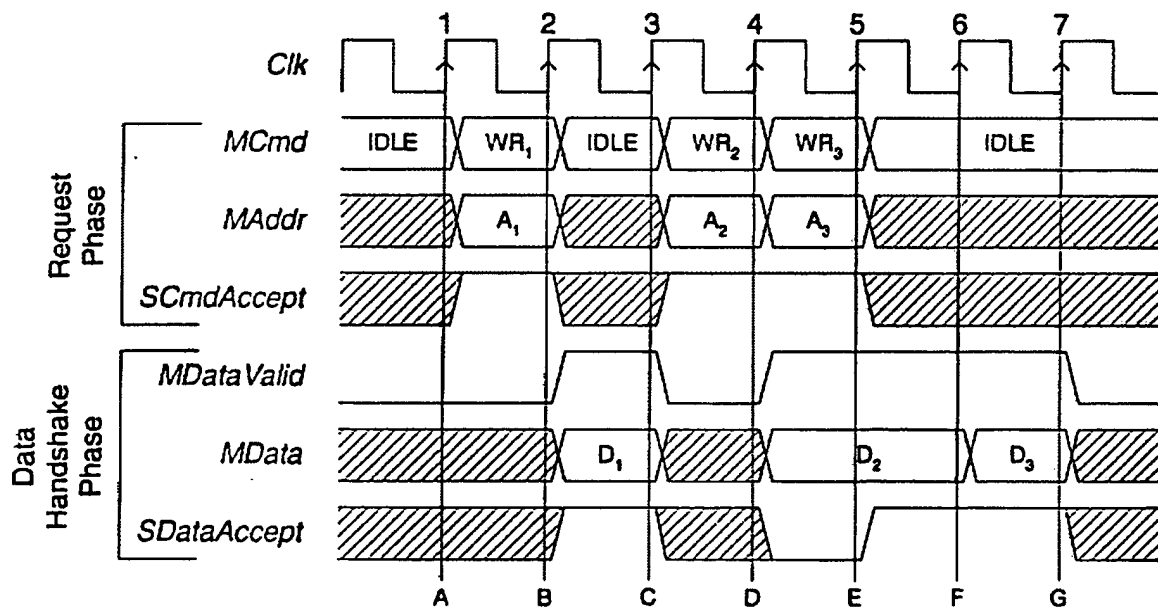 1 2 3 4 5 6 7
Clk
Request Phase
MCmd IDLE WR₁ IDLE WR₂ WR₃ IDLE
MAddr A₁ A₂ A₃
SCmdAccept
Data Handshake Phase
MDataValid
MData D₁ D₂ D₃
SDataAccept
A B C D E F G